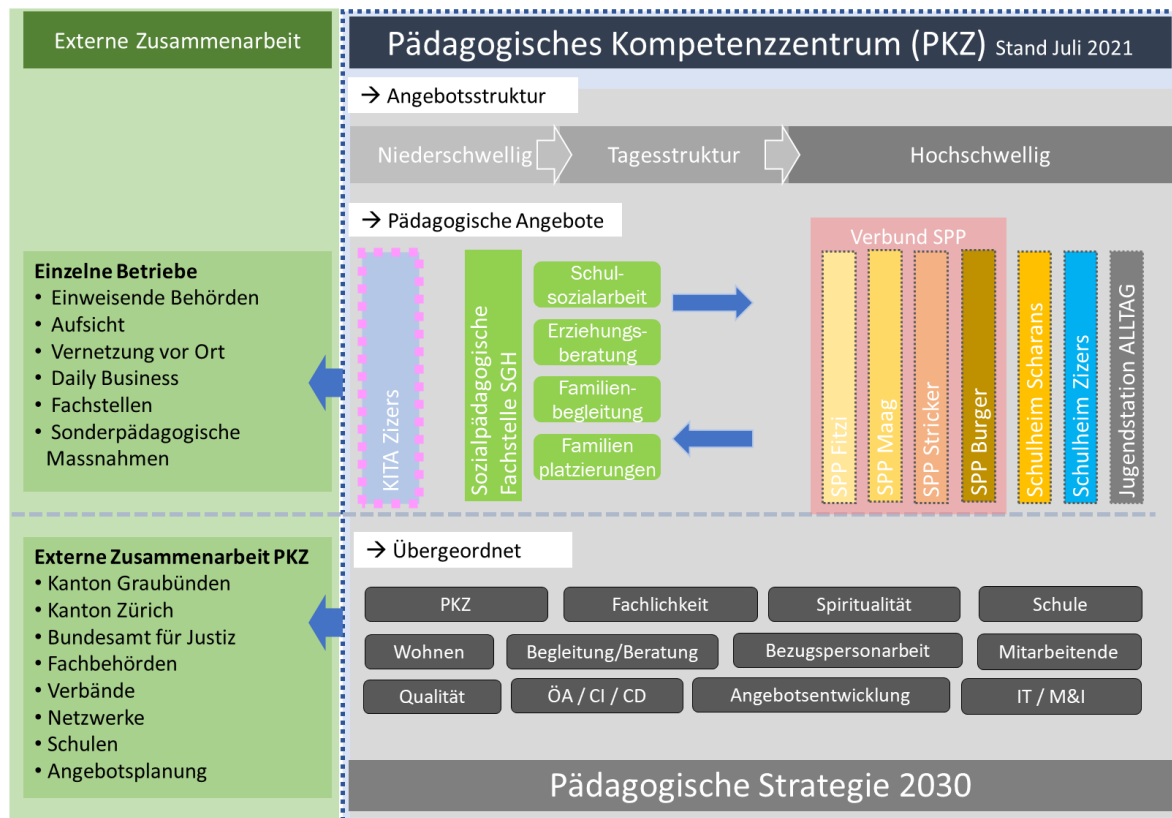 Externe Zusammenarbeit
Pädagogisches Kompetenzzentrum (PKZ) Stand Juli 2021
→ Angebotsstruktur
Niederschwellig
Tagesstruktur
Hochschwellig
→ Pädagogische Angebote
Verbund SPP
Einzelne Betriebe
• Einweisende Behörden
• Aufsicht
• Vernetzung vor Ort
• Daily Business
• Fachstellen
• Sonderpädagogische
Massnahmen
KITA Zizers
Sozialpädagogische
Fachstelle SGH
Schul-
sozialarbeit
Erziehungs-
beratung
Familien-
begleitung
Familien
platzierungen
SPP Fitzi
SPP Maag
SPP Stricker
SPP Burger
Schulheim Scharans
Schulheim Zizers
Jugendstation ALLTAG
Externe Zusammenarbeit PKZ
• Kanton Graubünden
• Kanton Zürich
• Bundesamt für Justiz
• Fachbehörden
• Verbände
• Netzwerke
• Schulen
• Angebotsplanung
→ Übergeordnet
PKZ
Fachlichkeit
Spiritualität
Schule
Wohnen
Begleitung/Beratung
Bezugspersonarbeit
Mitarbeitende
Qualität
ÖA / CI / CD
Angebotsentwicklung
IT / M&I
Pädagogische Strategie 2030